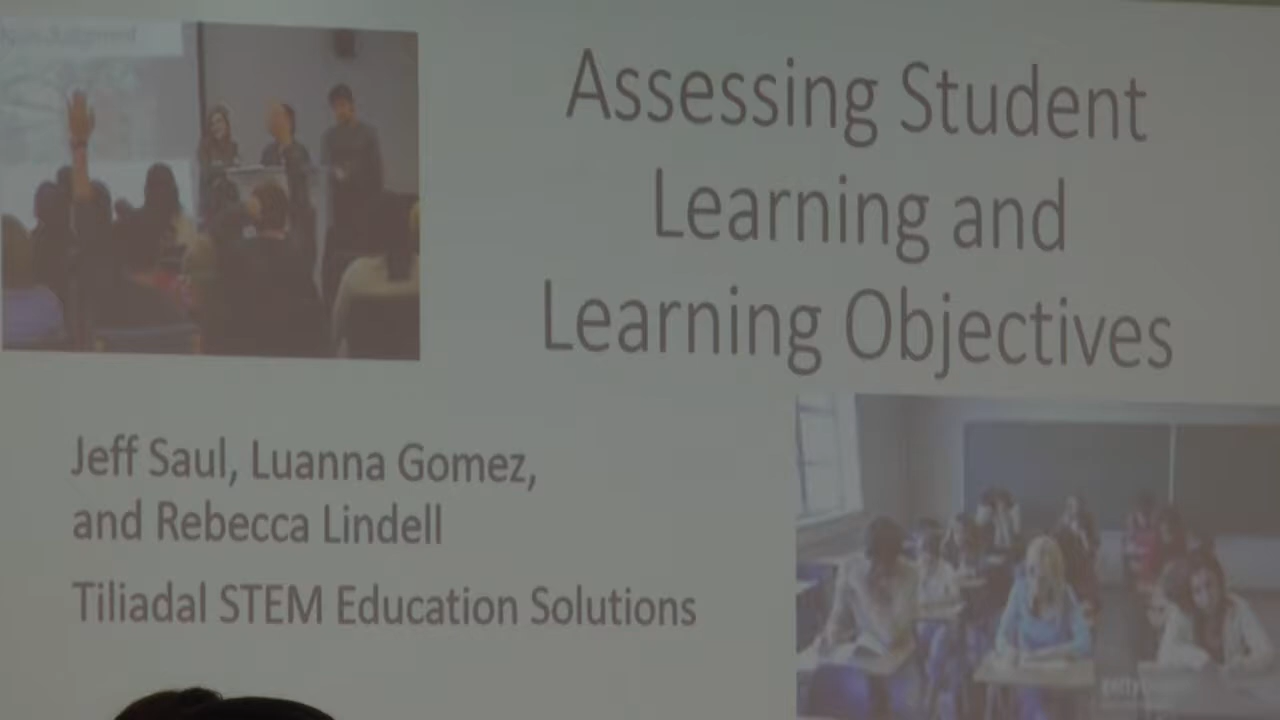 Assessing Student
Learning and
Learning Objectives
Jeff Saul, Luanna Gomez,
and Rebecca Lindell
Tiliadal STEM Education Solutions